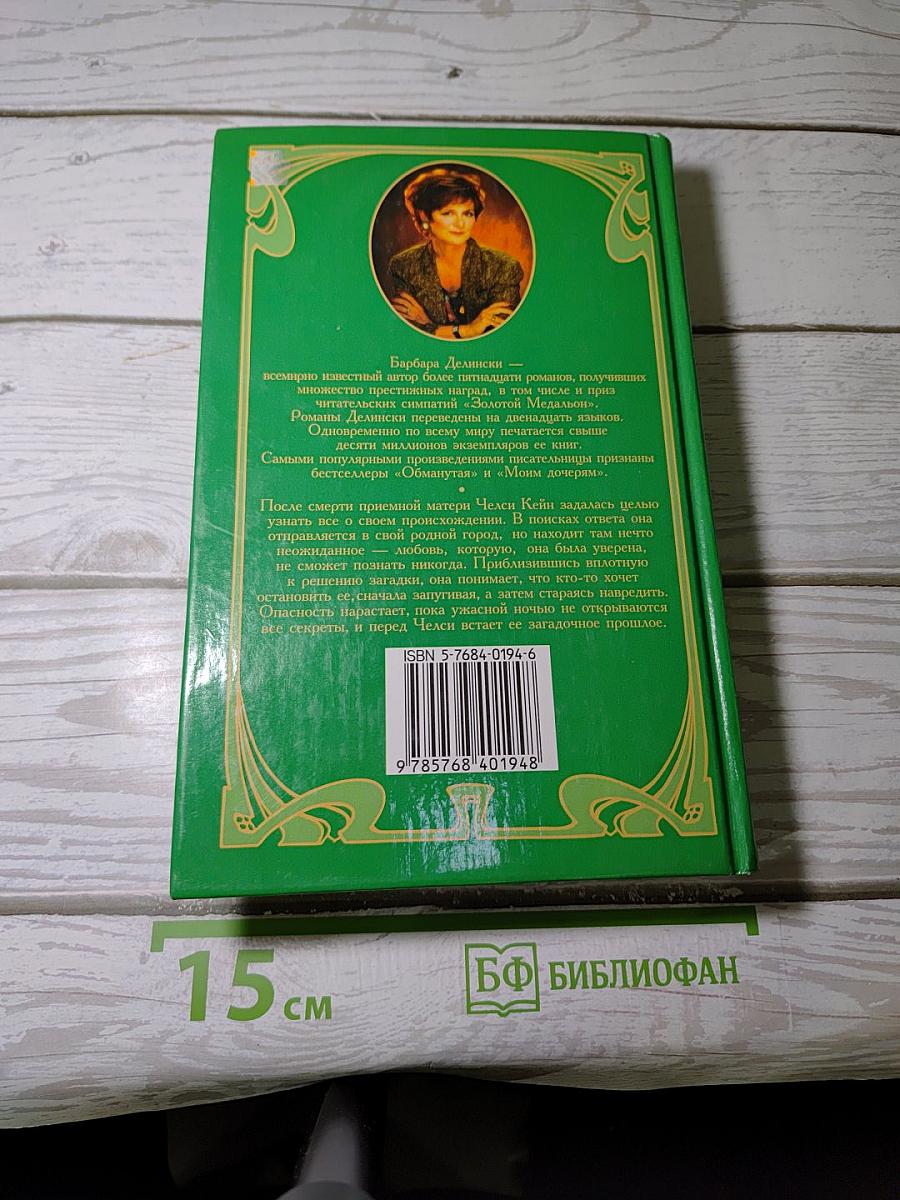 Барбара Делински —
всемирно известный автор более пятнадцати романов, получивших
множество престижных наград, в том числе и приз
читательских симпатий «Золотой Медальон».
Романы Делински переведены на двенадцать языков.
Одновременно по всему миру печатается свыше
десяти миллионов экземпляров ее книг.
Самыми популярными произведениями писательницы признаны
бестселлеры «Обманутая» и «Моим дочерям».
•
После смерти приемной матери Челси Кейн задалась целью
узнать все о своем происхождении. В поисках ответа она
отправляется в свой родной город, но находит там нечто
неожиданное — любовь, которую, она была уверена,
не сможет познать никогда. Приблизившись вплотную
к решению загадки, она понимает, что кто-то хочет
остановить ее, сначала запугивая, а затем стараясь навредить.
Опасность нарастает, пока ужасной ночью не открываются
все секреты, и перед Челси встает ее загадочное прошлое.
ISBN 5-7684-0194-6
9 785768 401948
15 см
БФ БИБЛИОФАН